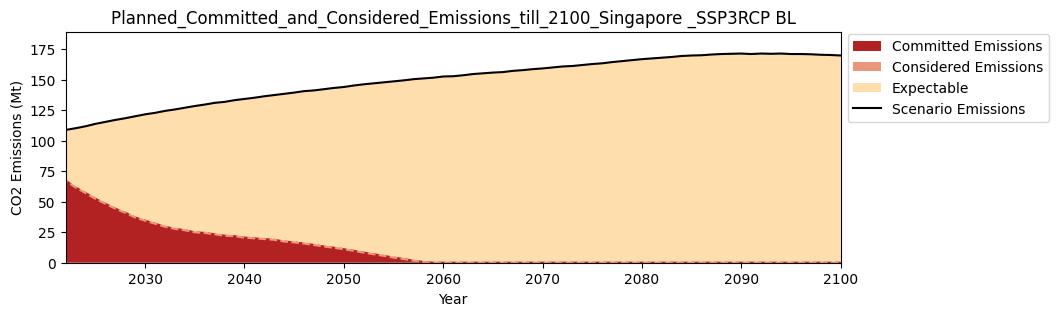 Planned_Committed_and_Considered_Emissions_till_2100_Singapore _SSP3RCP BL
CO2 Emissions (Mt)
175
150
125
100
75
50
25
0
2030 2040 2050 2060 2070 2080 2090 2100
Year
Committed Emissions
Considered Emissions
Expectable
Scenario Emissions